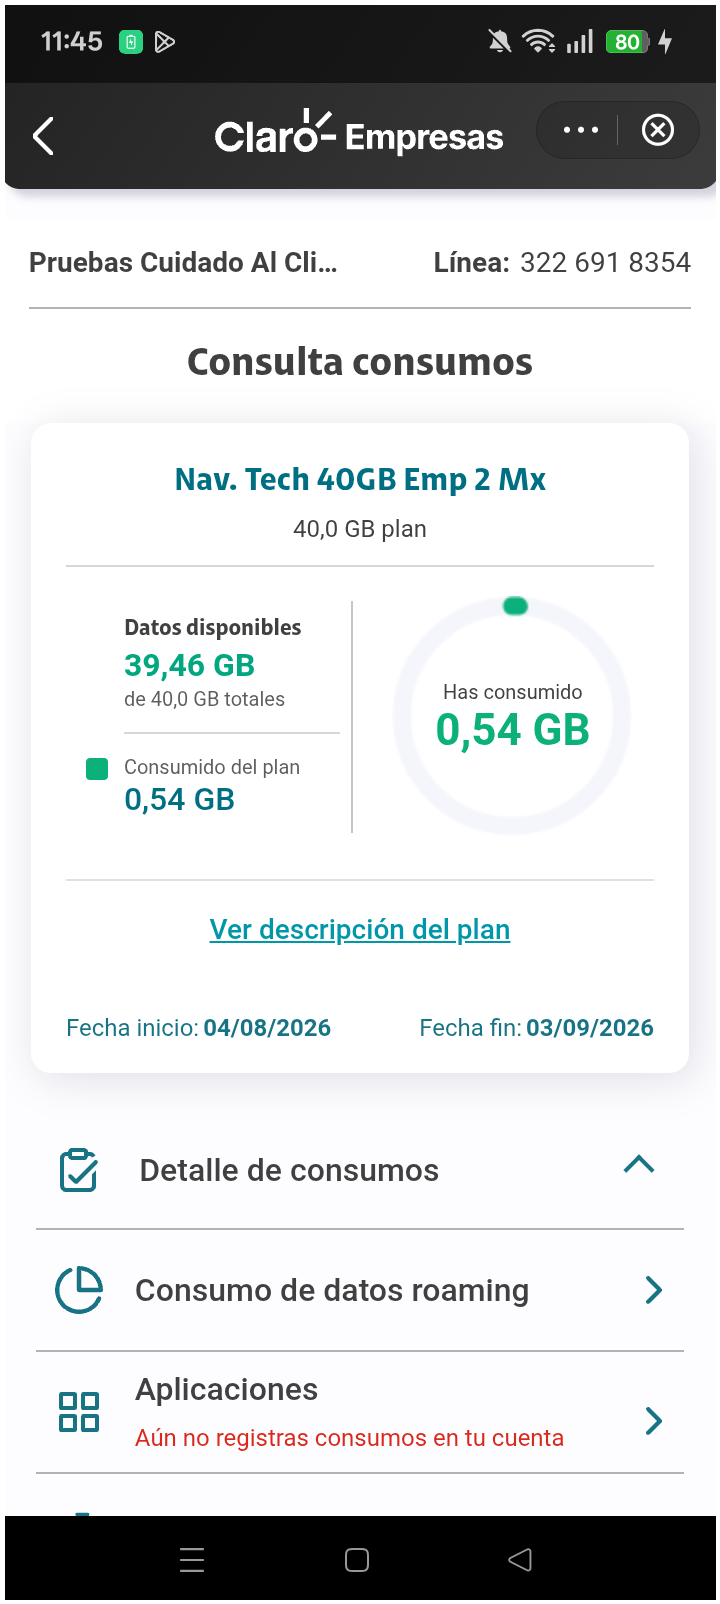 11:45
80
Claro- Empresas
Pruebas Cuidado Al Cli...
Línea: 322 691 8354
Consulta consumos
Nav. Tech 40GB Emp 2 Mx
40,0 GB plan
Datos disponibles
39,46 GB
de 40,0 GB totales
Consumido del plan
0,54 GB
Has consumido
0,54 GB
Ver descripción del plan
Fecha inicio: 04/08/2026
Fecha fin: 03/09/2026
Detalle de consumos
Consumo de datos roaming
Aplicaciones
Aún no registras consumos en tu cuenta